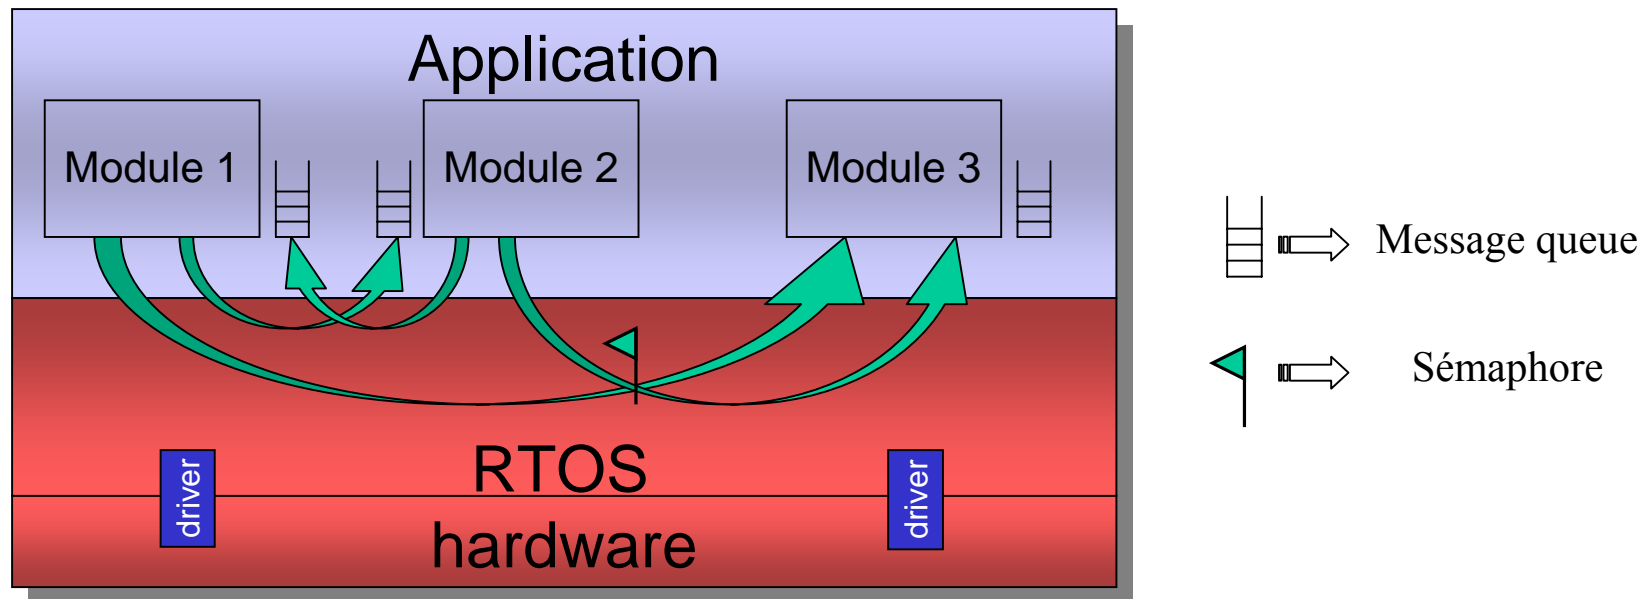 Application
Module 1
Module 2
Module 3
Message queue
Sémaphore
RTOS
driver
driver
hardware